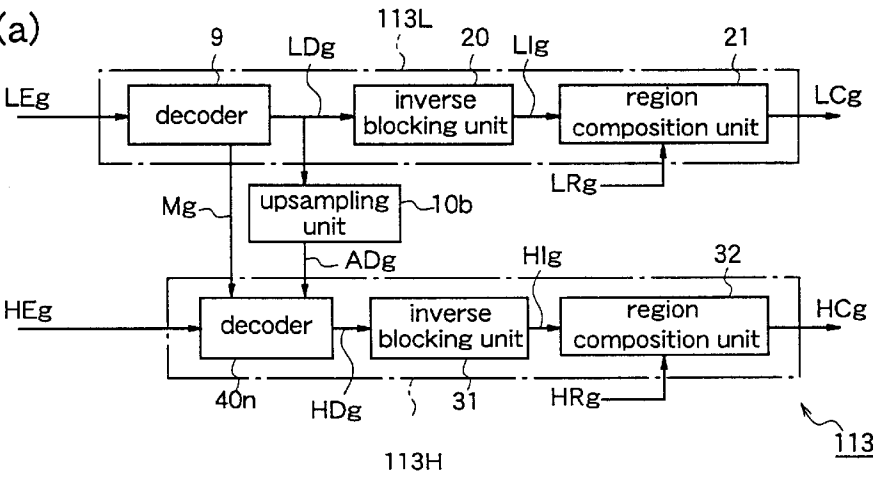 (a)
113L
9
LDg
20
LIg
21
LEg
decoder
inverse
blocking unit
region
composition unit
LCg
LRg
Mg
upsampling
unit
10b
ADg
HIg
32
HEg
decoder
inverse
blocking unit
region
composition unit
HCg
40n
HDg
31
HRg
113
113H